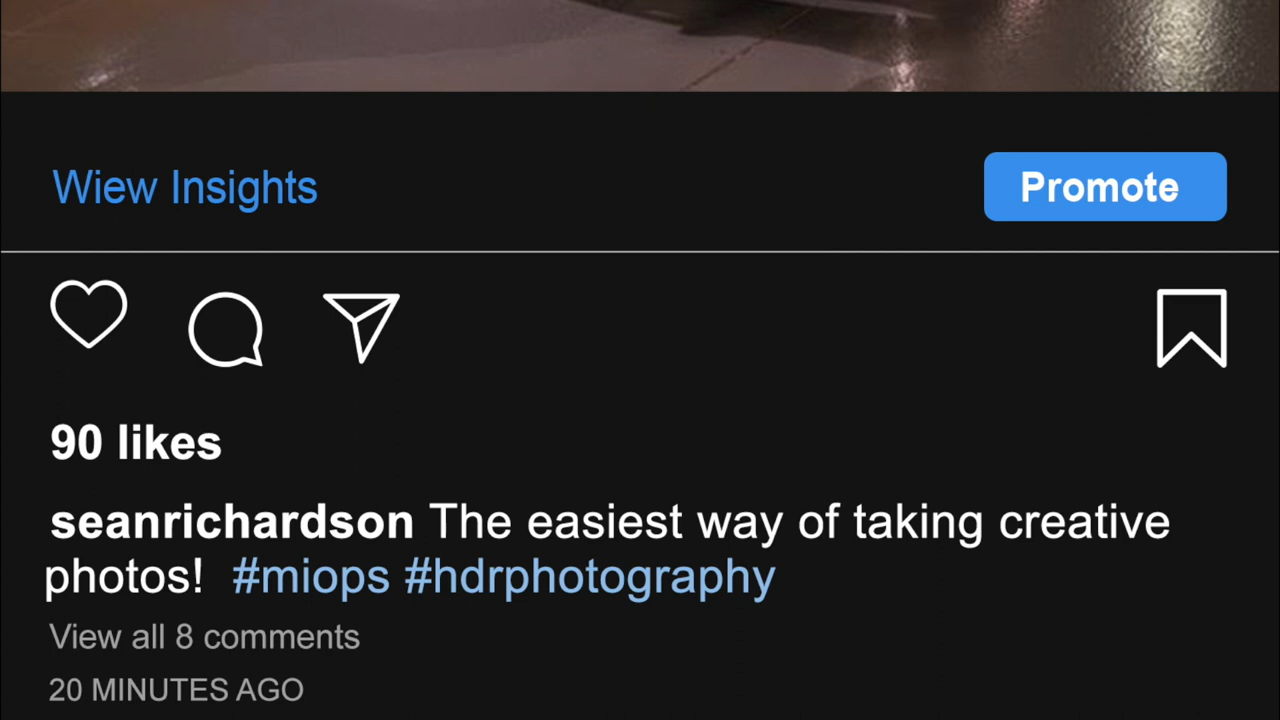 Wiew Insights
Promote
90 likes
seanrichardson The easiest way of taking creative
photos! #miops #hdrphotography
View all 8 comments
20 MINUTES AGO